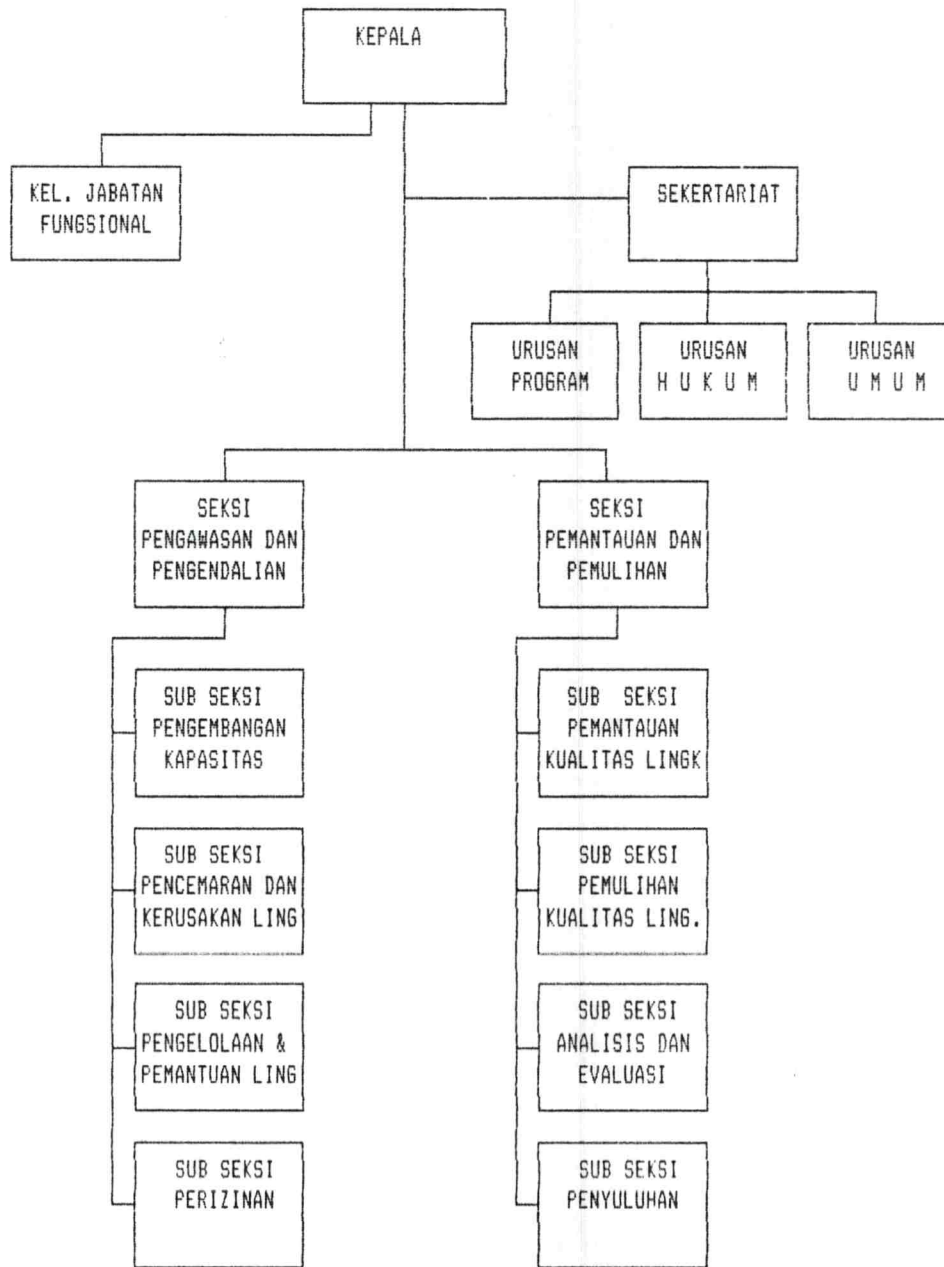 KEPALA
KEL. JABATAN
FUNGSIONAL
SEKERTARIAT
URUSAN
PROGRAM
URUSAN
H U K U M
URUSAN
U M U M
SEKSI
PENGAWASAN DAN
PENGENDALIAN
SEKSI
PEMANTAUAN DAN
PEMULIHAN
SUB SEKSI
PENGEMBANGAN
KAPASITAS
SUB SEKSI
PENCEMARAN DAN
KERUSAKAN LING
SUB SEKSI
PENGELOLAAN &
PEMANTUAN LING
SUB SEKSI
PERIZINAN
SUB SEKSI
PEMANTAUAN
KUALITAS LINGK
SUB SEKSI
PEMULIHAN
KUALITAS LING.
SUB SEKSI
ANALISIS DAN
EVALUASI
SUB SEKSI
PENYULUHAN